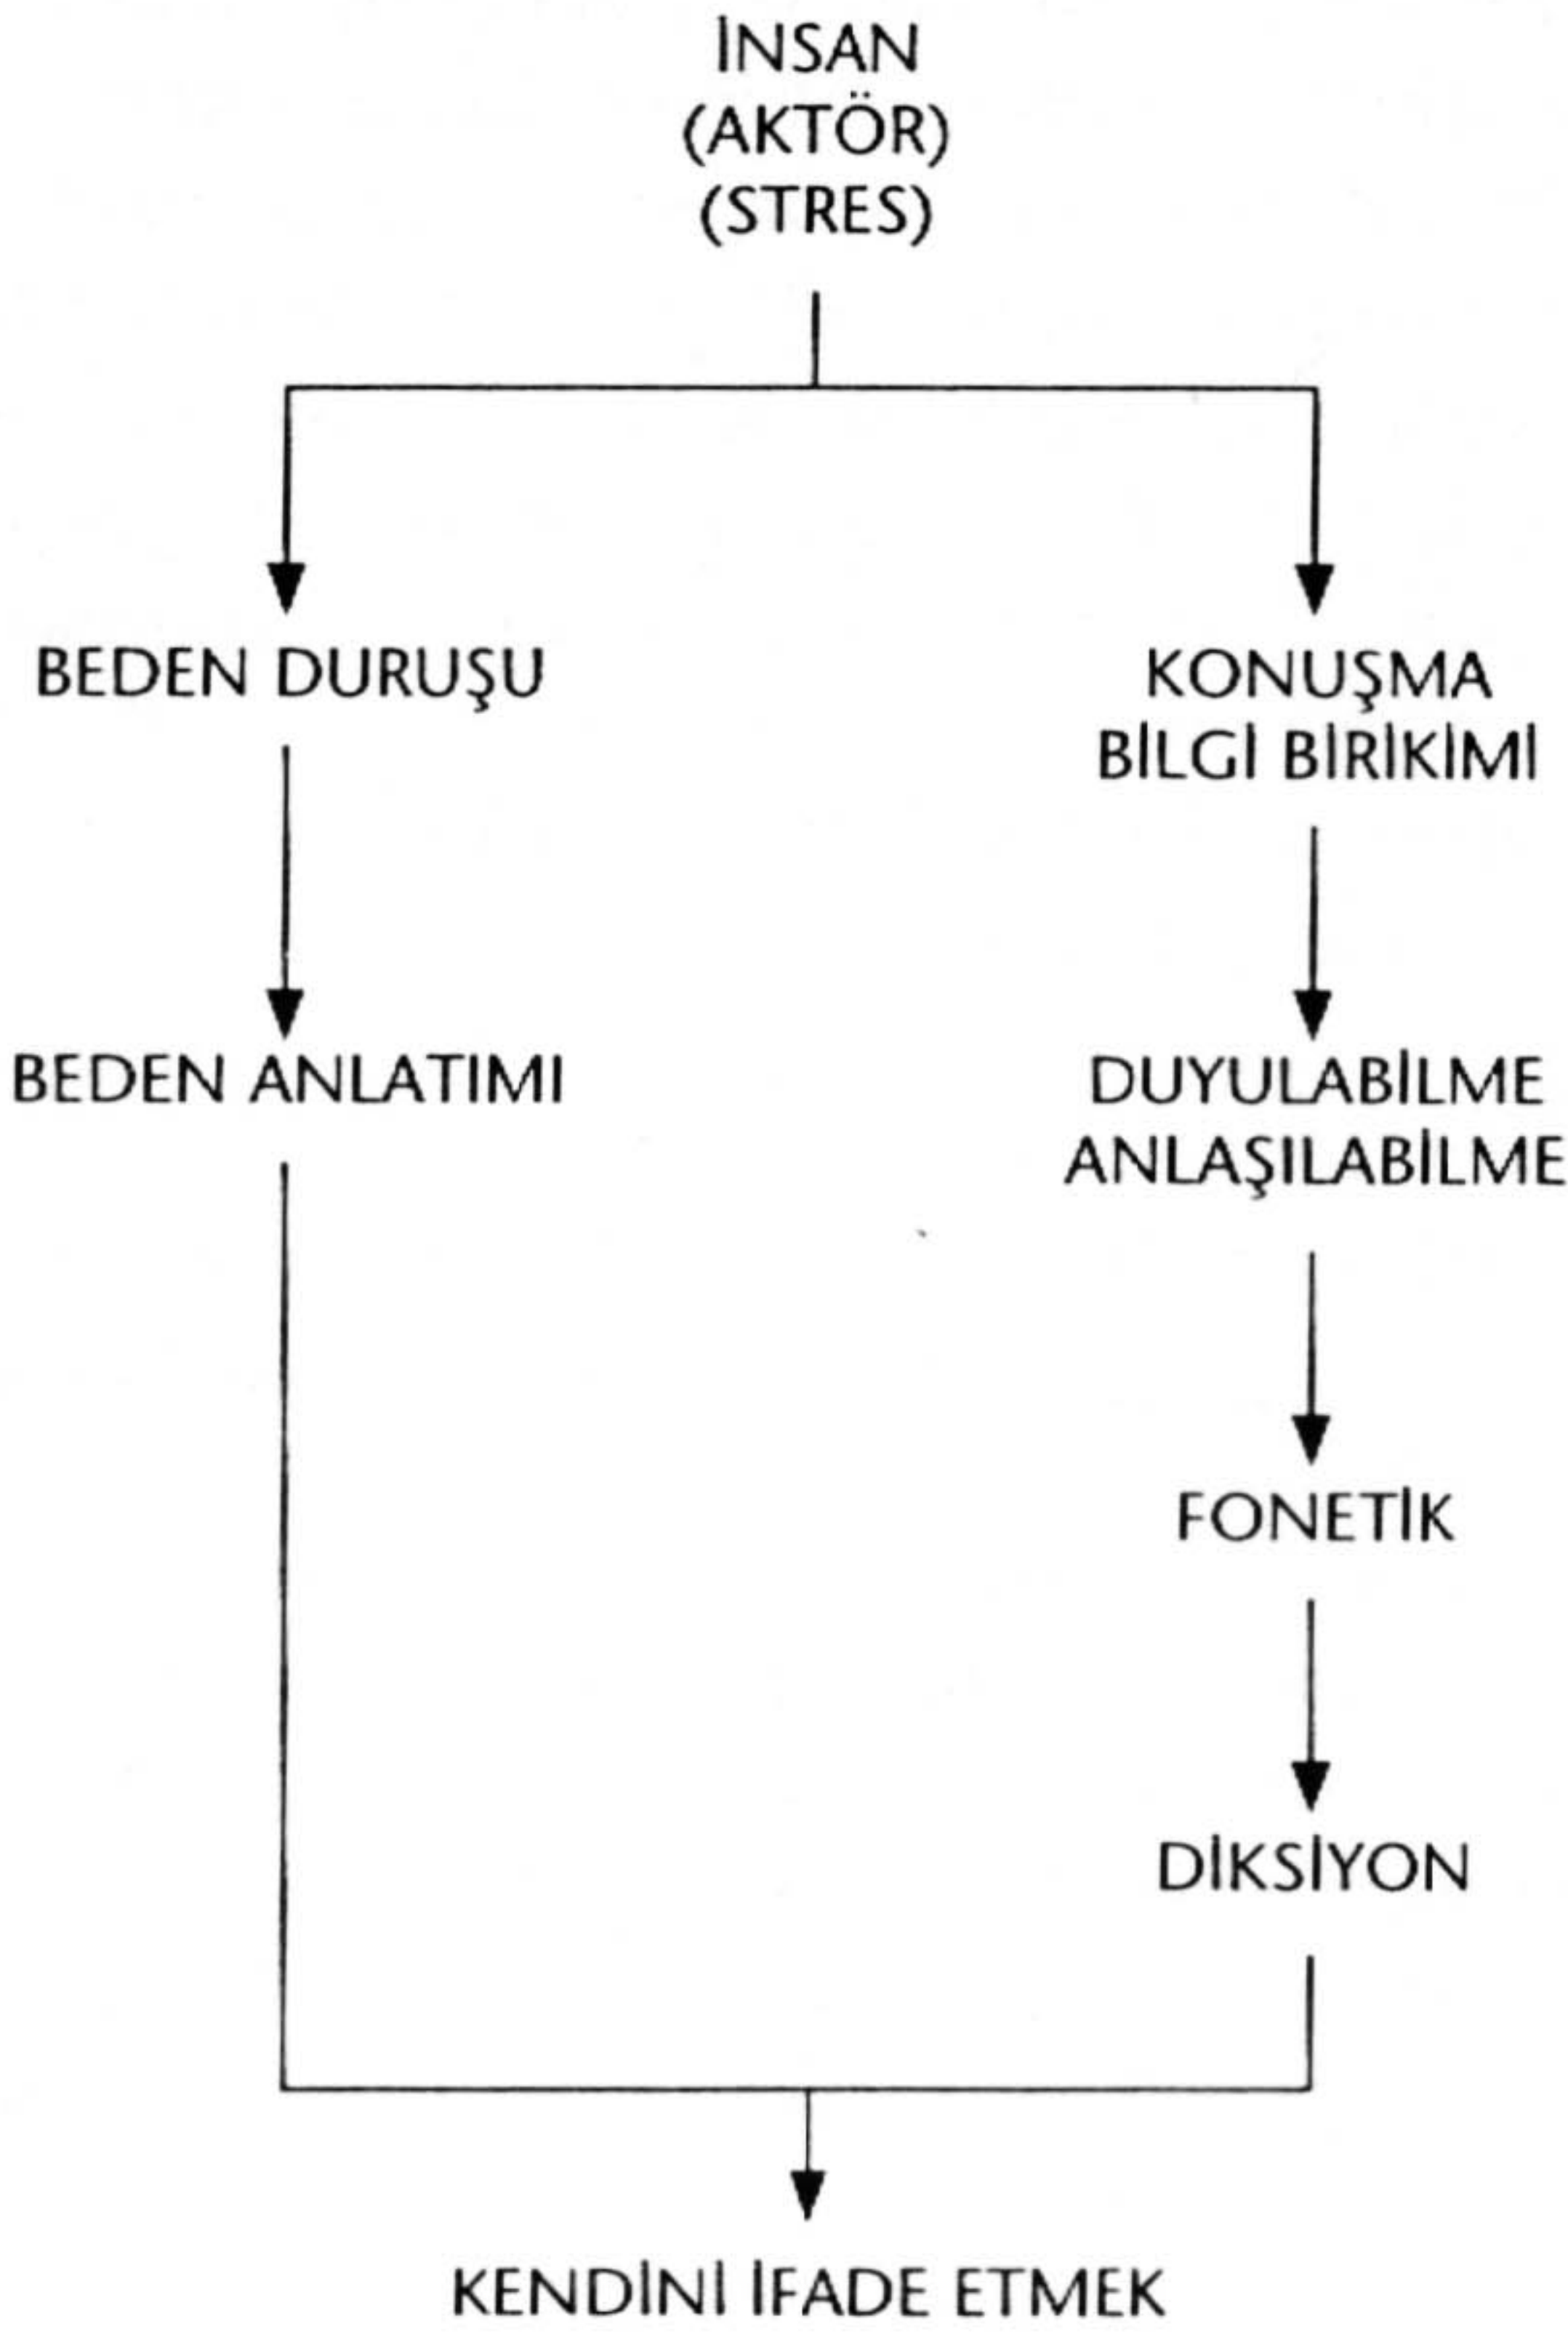 İNSAN
(AKTÖR)
(STRES)
BEDEN DURUŞU
KONUŞMA
BİLGİ BİRİKİMİ
BEDEN ANLATIMI
DUYULABİLME
ANLAŞILABİLME
FONETİK
DİKSİYON
KENDİNİ İFADE ETMEK